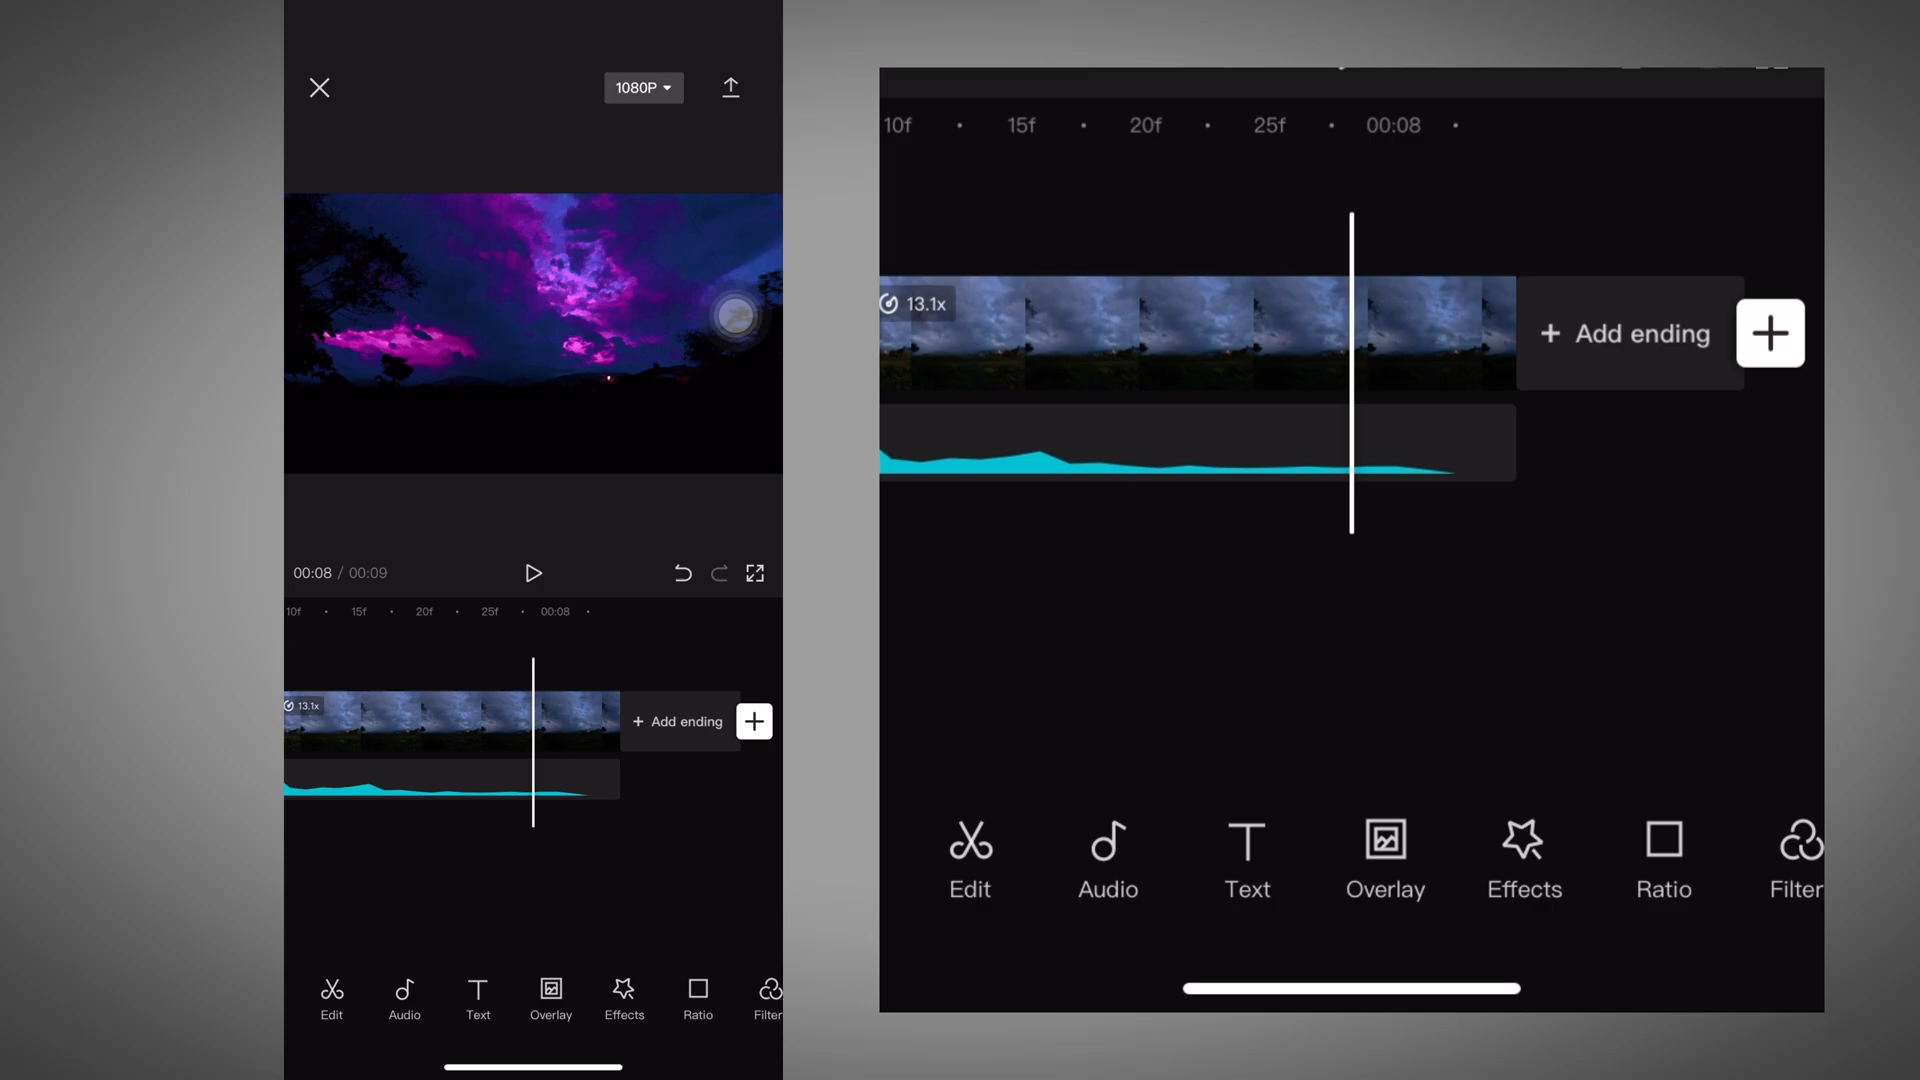 1080P
00:08 / 00:09
10f 15f 20f 25f 00:08
13.1x
+ Add ending
Edit Audio Text Overlay Effects Ratio Filter
10f 15f 20f 25f 00:08
13.1x
+ Add ending
Edit Audio Text Overlay Effects Ratio Filter